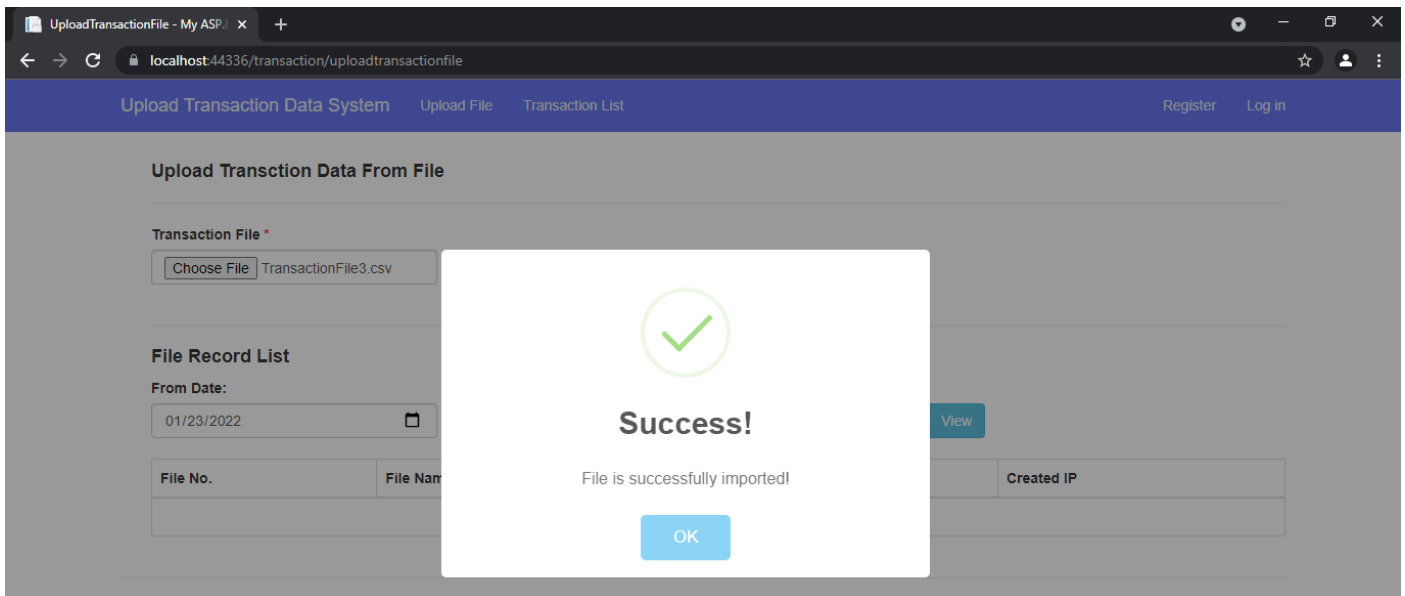 UploadTransactionFile - My ASP.
localhost:44336/transaction/uploadtransactionfile
Upload Transaction Data System Upload File Transaction List Register Log in
Upload Transction Data From File
Transaction File *
Choose File TransactionFile3.csv
File Record List
From Date:
01/23/2022
View
File No. File Nam Created IP
Success!
File is successfully imported!
OK